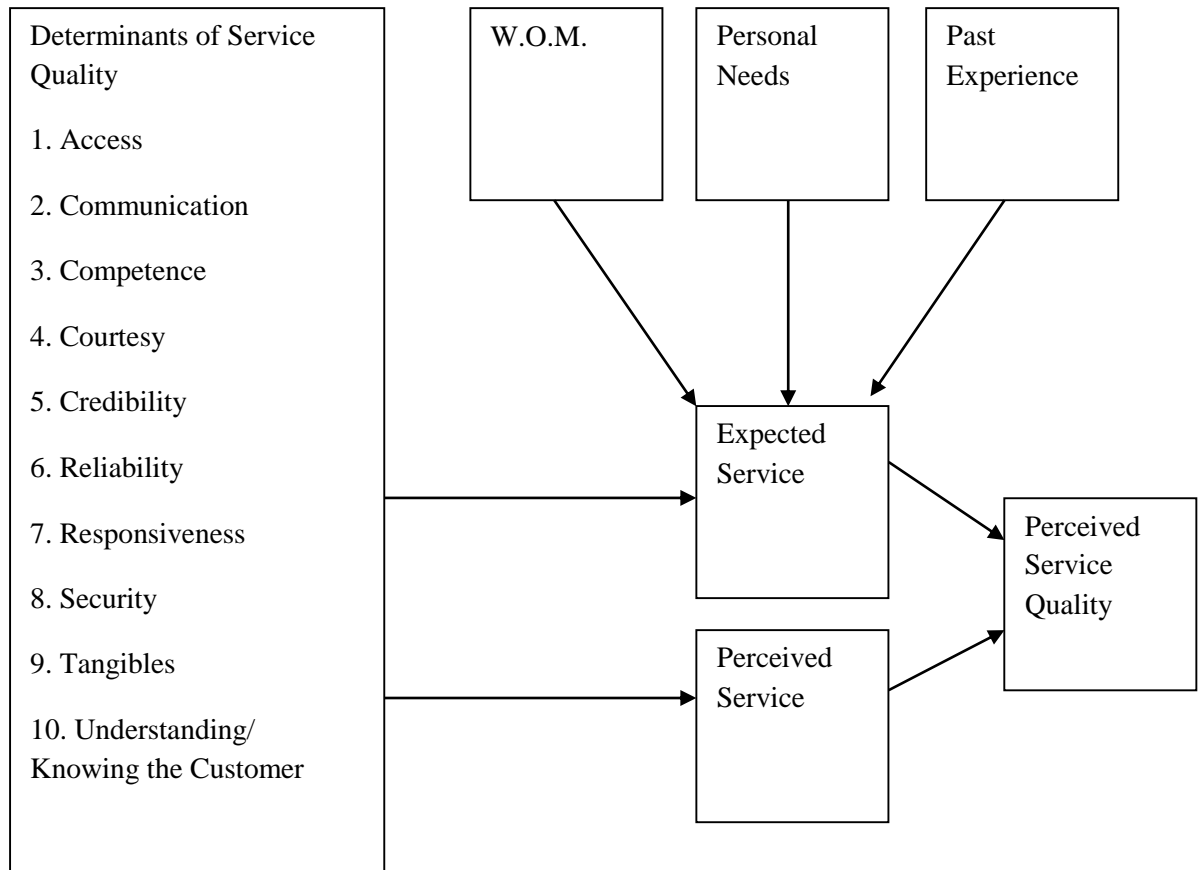 Determinants of Service
Quality
1. Access
2. Communication
3. Competence
4. Courtesy
5. Credibility
6. Reliability
7. Responsiveness
8. Security
9. Tangibles
10. Understanding/
Knowing the Customer
W.O.M.
Personal
Needs
Past
Experience
Expected
Service
Perceived
Service
Perceived
Service
Quality